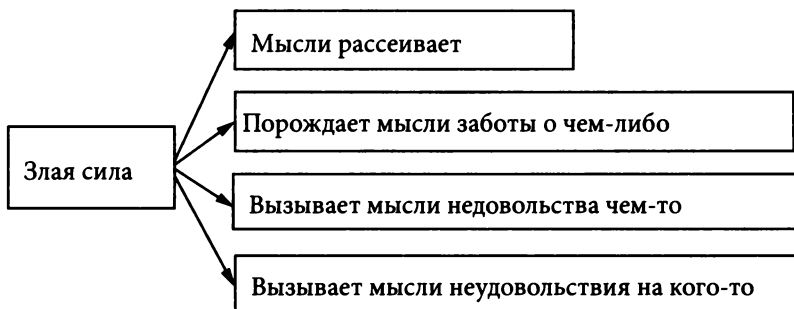 Мысли рассеивает
Порождает мысли заботы о чем-либо
Злая сила
Вызывает мысли недовольства чем-то
Вызывает мысли неудовольствия на кого-то